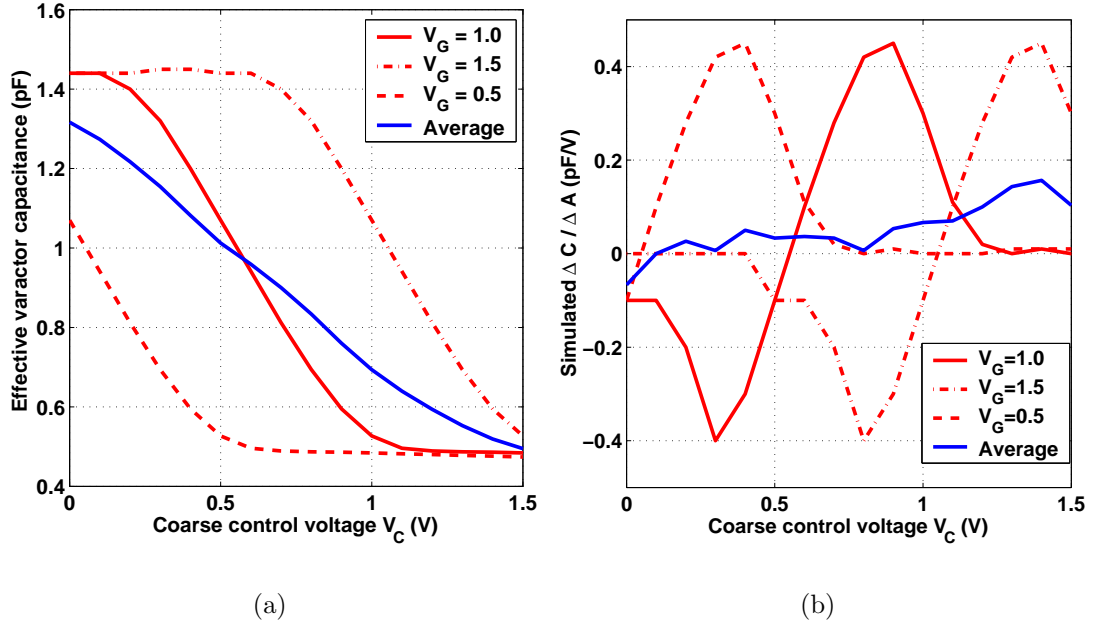 1.6
1.4
1.2
1
0.8
0.6
0.4
0
0.5
1
1.5
Effective varactor capacitance (pF)
Coarse control voltage V_C (V)
V_G = 1.0
V_G = 1.5
V_G = 0.5
Average
(a)
0.4
0.2
0
−0.2
−0.4
0
0.5
1
1.5
Simulated Δ C / Δ A (pF/V)
Coarse control voltage V_C (V)
V_G=1.0
V_G=1.5
V_G=0.5
Average
(b)